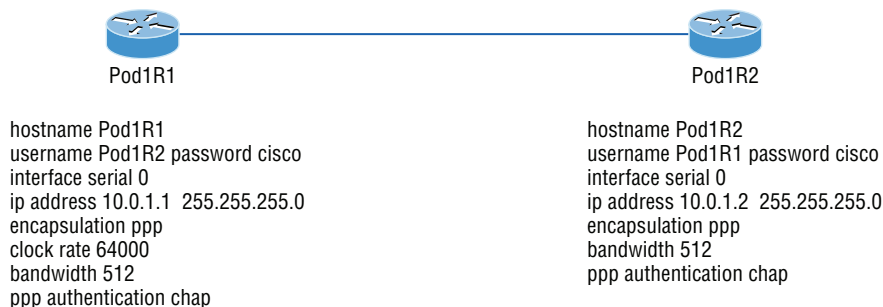 Pod1R1
Pod1R2
hostname Pod1R1
username Pod1R2 password cisco
interface serial 0
ip address 10.0.1.1 255.255.255.0
encapsulation ppp
clock rate 64000
bandwidth 512
ppp authentication chap
hostname Pod1R2
username Pod1R1 password cisco
interface serial 0
ip address 10.0.1.2 255.255.255.0
encapsulation ppp
bandwidth 512
ppp authentication chap